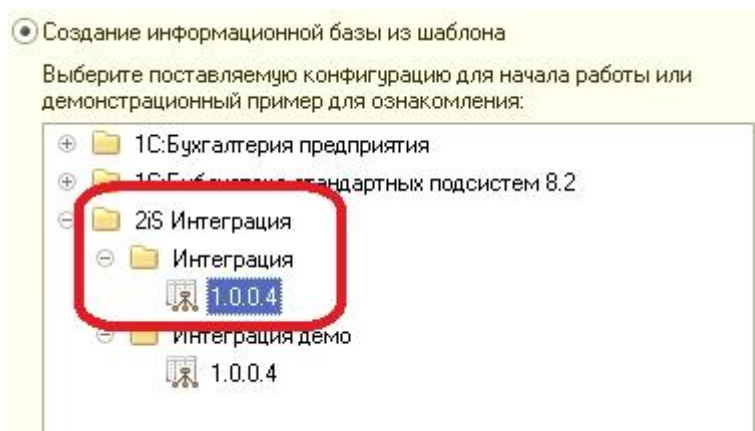 Создание информационной базы из шаблона
Выберите поставляемую конфигурацию для начала работы или
демонстрационный пример для ознакомления:
1С:Бухгалтерия предприятия
1С:Библиотека стандартных подсистем 8.2
2iS Интеграция
Интеграция
1.0.0.4
Интеграция демо
1.0.0.4